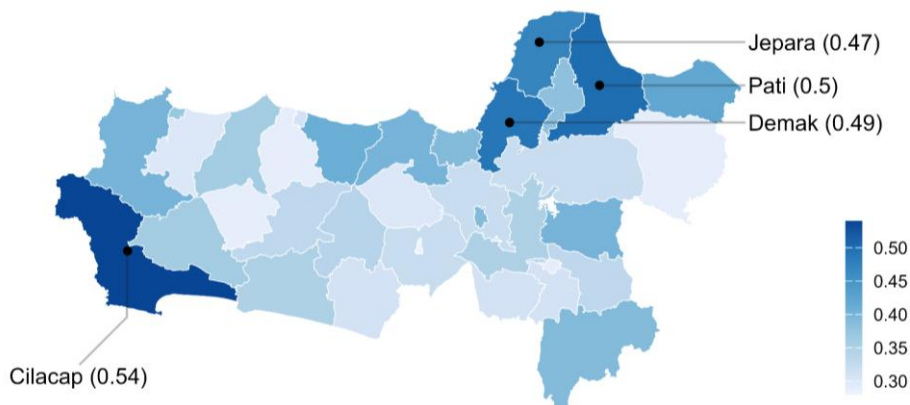 Jepara (0.47)
Pati (0.5)
Demak (0.49)
0.50
0.45
0.40
0.35
0.30
Cilacap (0.54)